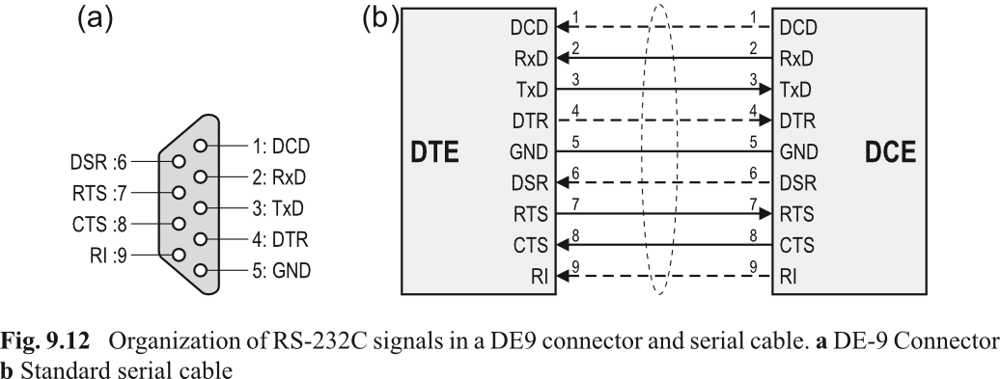 (a)
DSR :6
RTS :7
CTS :8
RI :9
1: DCD
2: RxD
3: TxD
4: DTR
5: GND
(b)
DTE
DCE
DCD 1 1 DCD
RxD 2 2 RxD
TxD 3 3 TxD
DTR 4 4 DTR
GND 5 5 GND
DSR 6 6 DSR
RTS 7 7 RTS
CTS 8 8 CTS
RI 9 9 RI
Fig. 9.12 Organization of RS-232C signals in a DE9 connector and serial cable. a DE-9 Connector
b Standard serial cable